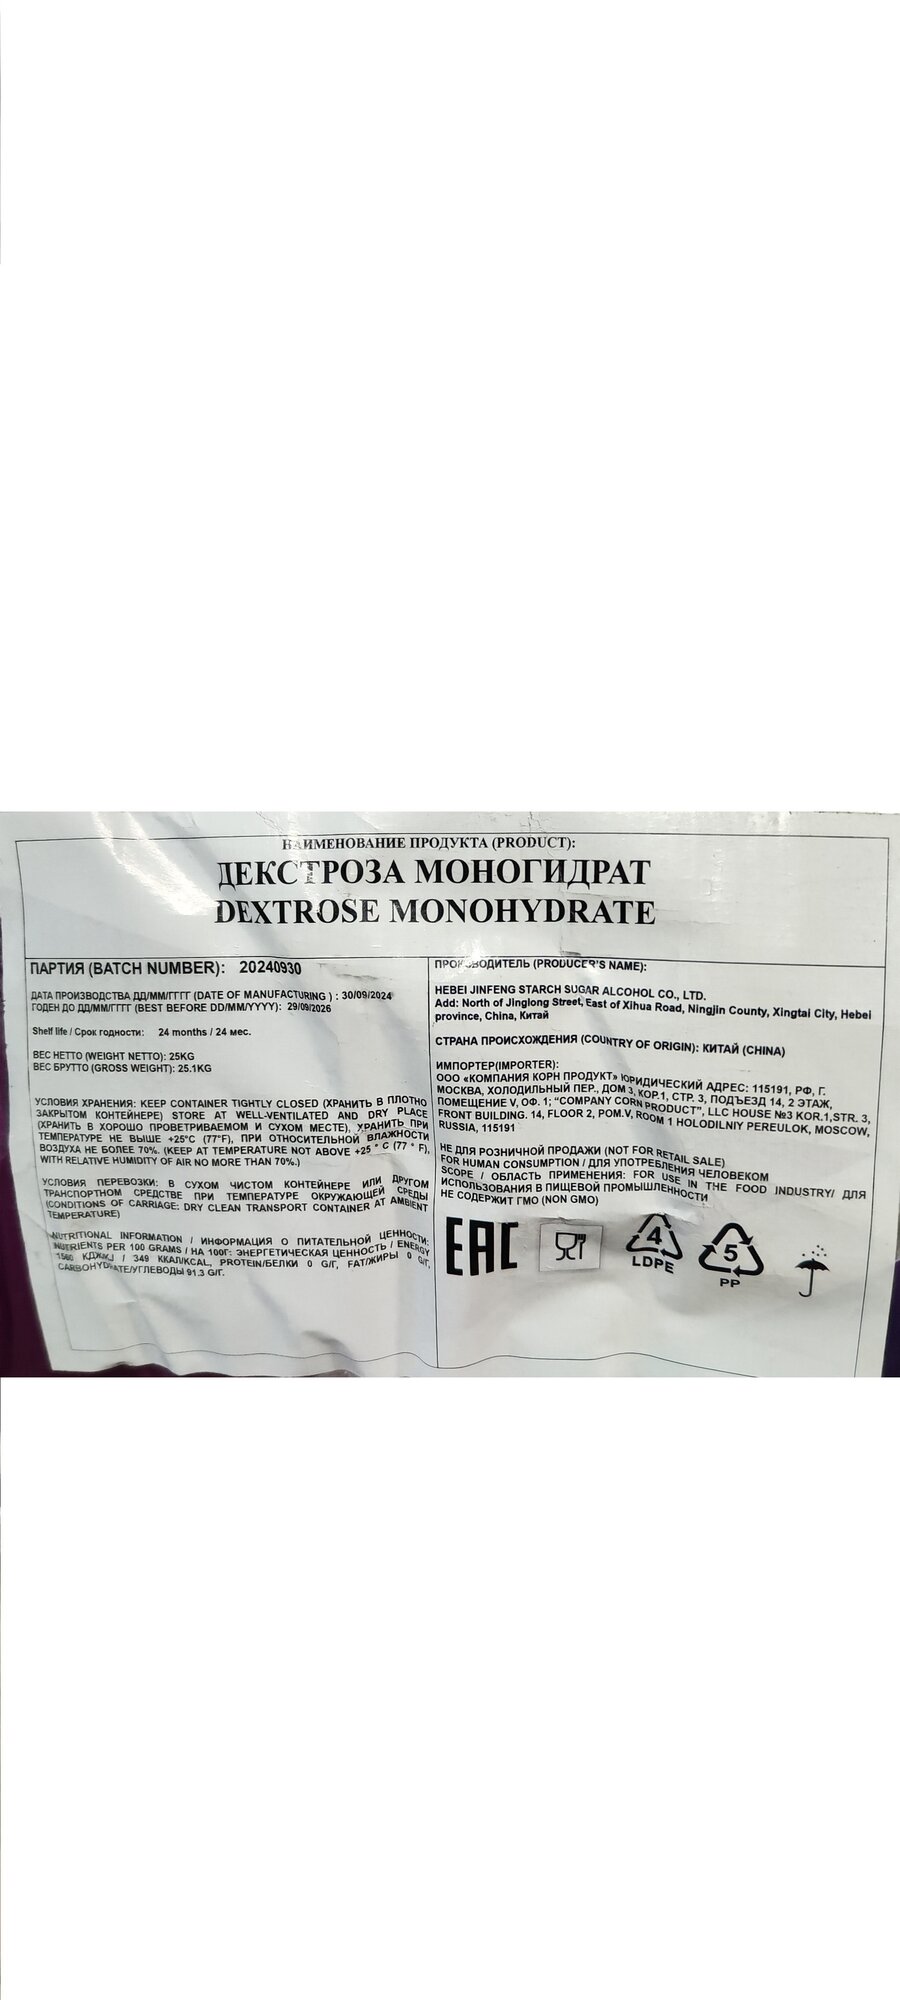 НАИМЕНОВАНИЕ ПРОДУКТА (PRODUCT):
ДЕКСТРОЗА МОНОГИДРАТ
DEXTROSE MONOHYDRATE
ПАРТИЯ (BATCH NUMBER): 20240930
ДАТА ПРОИЗВОДСТВА ДД/ММ/ГГГГ (DATE OF MANUFACTURING ) : 30/09/2024
ГОДЕН ДО ДД/ММ/ГГГГ (BEST BEFORE DD/MM/YYYY): 29/09/2026
Shelf life / Срок годности: 24 months / 24 мес.
ВЕС НЕТТО (WEIGHT NETTO): 25KG
ВЕС БРУТТО (GROSS WEIGHT): 25.1KG
УСЛОВИЯ ХРАНЕНИЯ: KEEP CONTAINER TIGHTLY CLOSED (ХРАНИТЬ В ПЛОТНО
ЗАКРЫТОМ КОНТЕЙНЕРЕ) STORE AT WELL-VENTILATED AND DRY PLACE
(ХРАНИТЬ В ХОРОШО ПРОВЕТРИВАЕМОМ И СУХОМ МЕСТЕ), ХРАНИТЬ ПРИ
ТЕМПЕРАТУРЕ НЕ ВЫШЕ +25°C (77°F), ПРИ ОТНОСИТЕЛЬНОЙ ВЛАЖНОСТИ
ВОЗДУХА НЕ БОЛЕЕ 70%. (KEEP AT TEMPERATURE NOT ABOVE +25 ° C (77 ° F),
WITH RELATIVE HUMIDITY OF AIR NO MORE THAN 70%.)
УСЛОВИЯ ПЕРЕВОЗКИ: В СУХОМ ЧИСТОМ КОНТЕЙНЕРЕ ИЛИ ДРУГОМ
ТРАНСПОРТНОМ СРЕДСТВЕ ПРИ ТЕМПЕРАТУРЕ ОКРУЖАЮЩЕЙ СРЕДЫ
(CONDITIONS OF CARRIAGE: DRY CLEAN TRANSPORT CONTAINER AT AMBIENT
TEMPERATURE)
NUTRITIONAL INFORMATION / ИНФОРМАЦИЯ О ПИТАТЕЛЬНОЙ ЦЕННОСТИ:
NUTRIENTS PER 100 GRAMS / НА 100Г: ЭНЕРГЕТИЧЕСКАЯ ЦЕННОСТЬ / ENERGY
КДЖ/KJ / 349 ККАЛ/KCAL, PROTEIN/БЕЛКИ 0 G/Г, FAT/ЖИРЫ 0 G/Г,
CARBOHYDRATE/УГЛЕВОДЫ 91.3 G/Г.
ПРОИЗВОДИТЕЛЬ (PRODUCER'S NAME):
HEBEI JINFENG STARCH SUGAR ALCOHOL CO., LTD.
Add: North of Jinglong Street, East of Xihua Road, Ningjin County, Xingtai City, Hebei
province, China, Китай
СТРАНА ПРОИСХОЖДЕНИЯ (COUNTRY OF ORIGIN): КИТАЙ (CHINA)
ИМПОРТЕР(IMPORTER):
ООО «КОМПАНИЯ КОРН ПРОДУКТ» ЮРИДИЧЕСКИЙ АДРЕС: 115191, РФ, Г.
МОСКВА, ХОЛОДИЛЬНЫЙ ПЕР., ДОМ 3, КОР.1, СТР. 3, ПОДЪЕЗД 14, 2 ЭТАЖ,
ПОМЕЩЕНИЕ V, ОФ. 1; “COMPANY CORN PRODUCT”, LLC HOUSE №3 KOR.1,STR. 3,
FRONT BUILDING. 14, FLOOR 2, POM.V, ROOM 1 HOLODILNIY PEREULOK, MOSCOW,
RUSSIA, 115191
НЕ ДЛЯ РОЗНИЧНОЙ ПРОДАЖИ (NOT FOR RETAIL SALE)
FOR HUMAN CONSUMPTION / ДЛЯ УПОТРЕБЛЕНИЯ ЧЕЛОВЕКОМ
SCOPE / ОБЛАСТЬ ПРИМЕНЕНИЯ: FOR USE IN THE FOOD INDUSTRY/ ДЛЯ
ИСПОЛЬЗОВАНИЯ В ПИЩЕВОЙ ПРОМЫШЛЕННОСТИ
НЕ СОДЕРЖИТ ГМО (NON GMO)
EAC
4
LDPE
5
PP